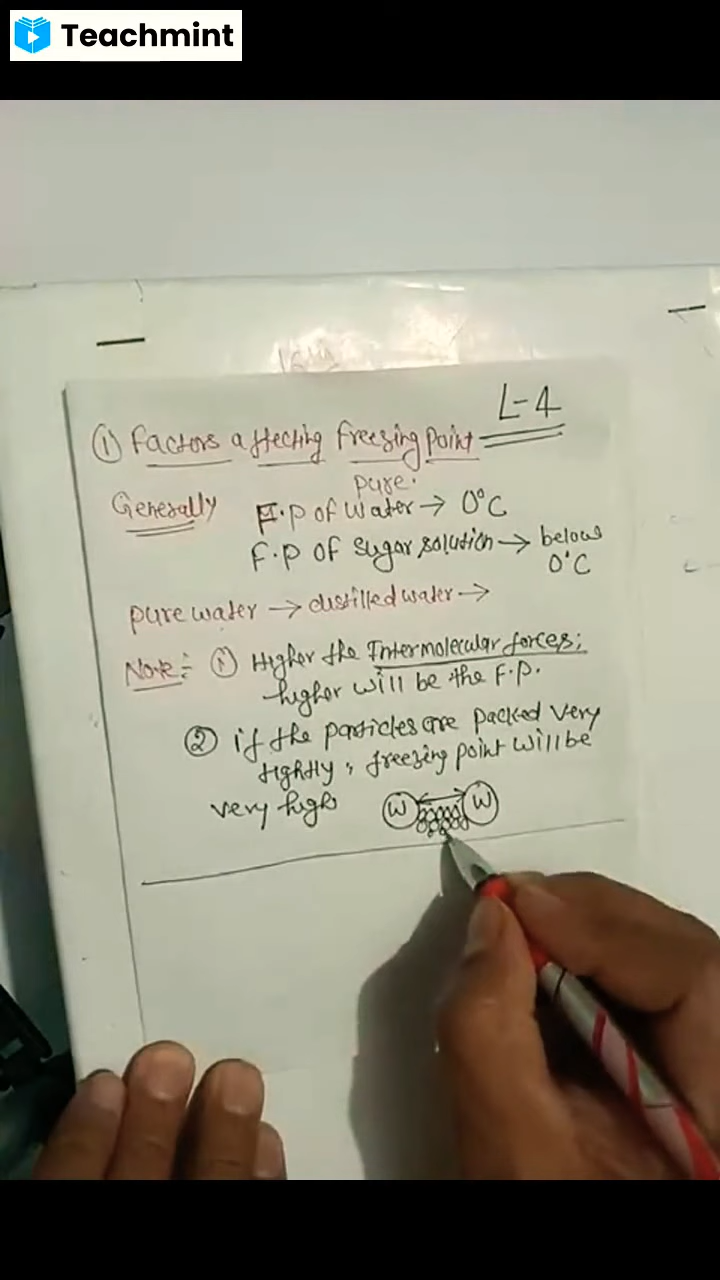 Teachmint
L-4
① Factors affecting Freezing Point
Generally
pure.
F.P of Water → 0°C
F.P of sugar solution → below
0°C
pure water → distilled water →
Note:- ① Higher the Intermolecular forces;
higher will be the F.P.
② if the particles are packed very
tightly, freezing point will be
very high
W W